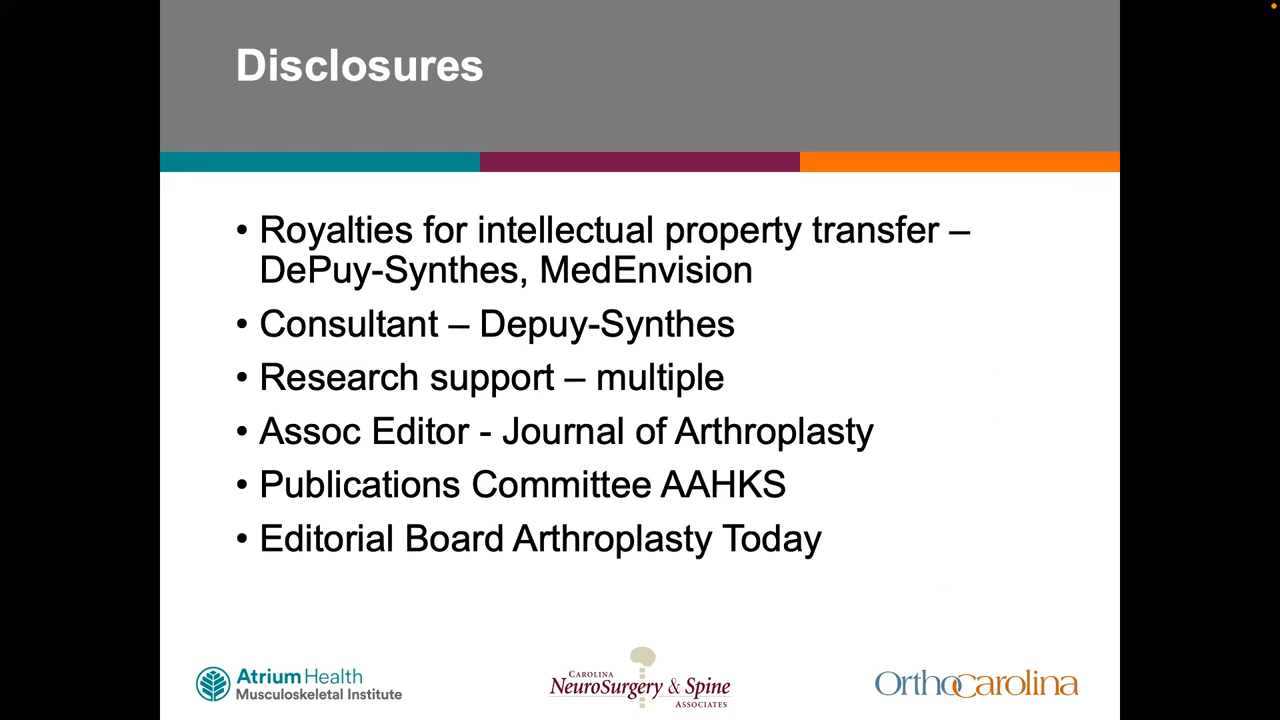 Disclosures
• Royalties for intellectual property transfer –
DePuy-Synthes, MedEnvision
• Consultant – Depuy-Synthes
• Research support – multiple
• Assoc Editor - Journal of Arthroplasty
• Publications Committee AAHKS
• Editorial Board Arthroplasty Today
Atrium Health
Musculoskeletal Institute
CAROLINA
NEUROSURGERY & SPINE
ASSOCIATES
OrthoCarolina